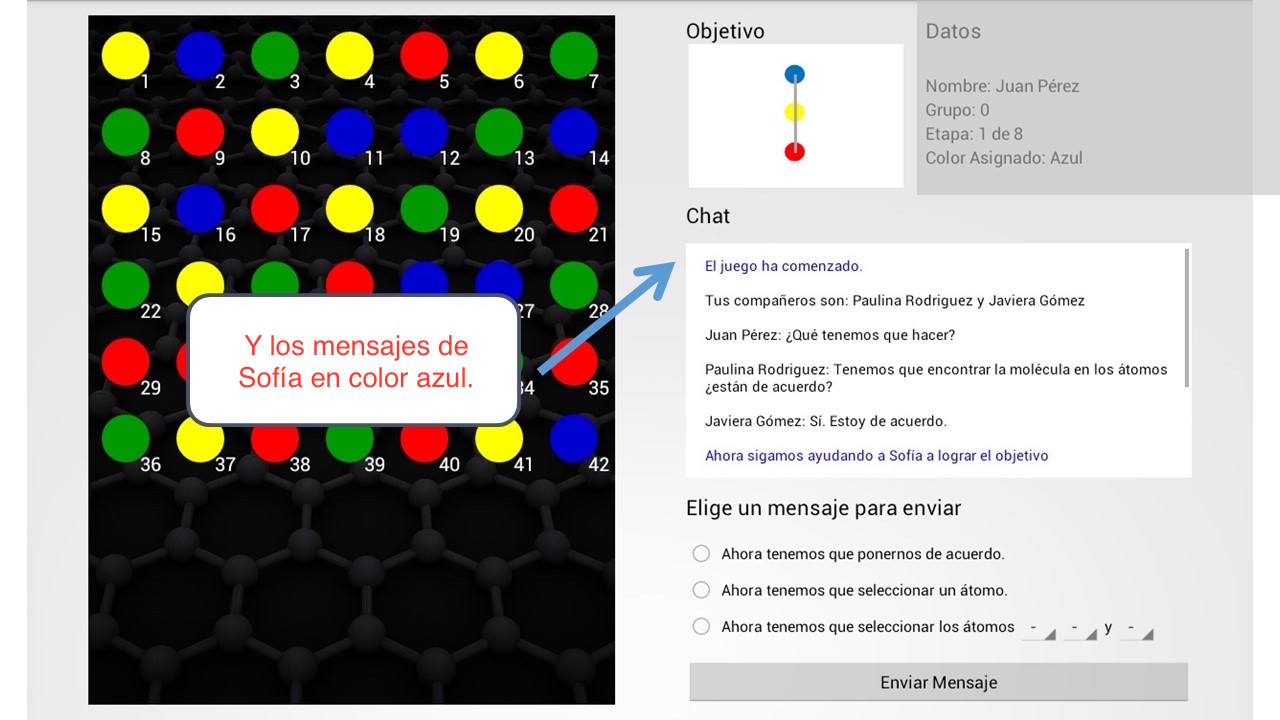 1 2 3 4 5 6 7
8 9 10 11 12 13 14
15 16 17 18 19 20 21
22 27 28
29 34 35
36 37 38 39 40 41 42
Y los mensajes de
Sofía en color azul.
Objetivo
Datos
Nombre: Juan Pérez
Grupo: 0
Etapa: 1 de 8
Color Asignado: Azul
Chat
El juego ha comenzado.
Tus compañeros son: Paulina Rodriguez y Javiera Gómez
Juan Pérez: ¿Qué tenemos que hacer?
Paulina Rodriguez: Tenemos que encontrar la molécula en los átomos
¿están de acuerdo?
Javiera Gómez: Sí. Estoy de acuerdo.
Ahora sigamos ayudando a Sofía a lograr el objetivo
Elige un mensaje para enviar
Ahora tenemos que ponernos de acuerdo.
Ahora tenemos que seleccionar un átomo.
Ahora tenemos que seleccionar los átomos - - y -
Enviar Mensaje